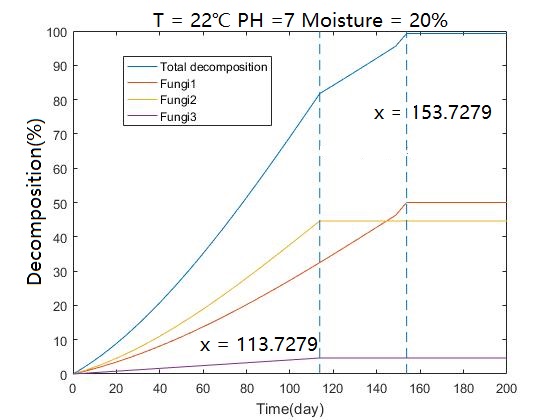 T = 22℃ PH =7 Moisture = 20%
100
90
80
70
60
50
40
30
20
10
0
Decomposition(%)
Total decomposition
Fungi1
Fungi2
Fungi3
x = 153.7279
x = 113.7279
0 20 40 60 80 100 120 140 160 180 200
Time(day)